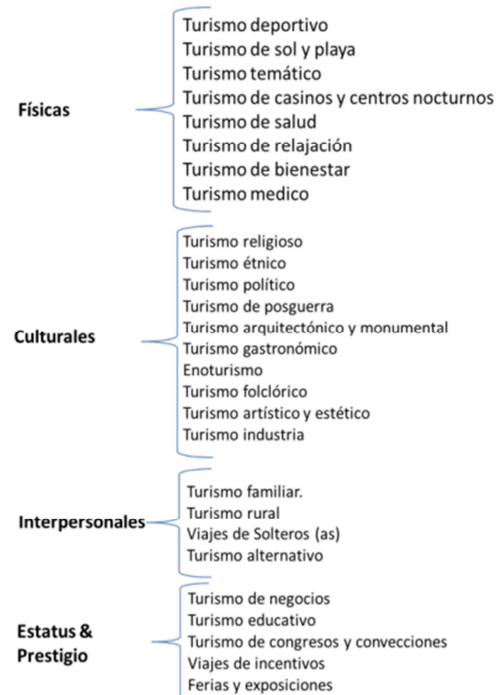 Físicas
Turismo deportivo
Turismo de sol y playa
Turismo temático
Turismo de casinos y centros nocturnos
Turismo de salud
Turismo de relajación
Turismo de bienestar
Turismo medico
Culturales
Turismo religioso
Turismo étnico
Turismo político
Turismo de posguerra
Turismo arquitectónico y monumental
Turismo gastronómico
Enoturismo
Turismo folclórico
Turismo artístico y estético
Turismo industria
Interpersonales
Turismo familiar.
Turismo rural
Viajes de Solteros (as)
Turismo alternativo
Estatus &
Prestigio
Turismo de negocios
Turismo educativo
Turismo de congresos y convecciones
Viajes de incentivos
Ferias y exposiciones